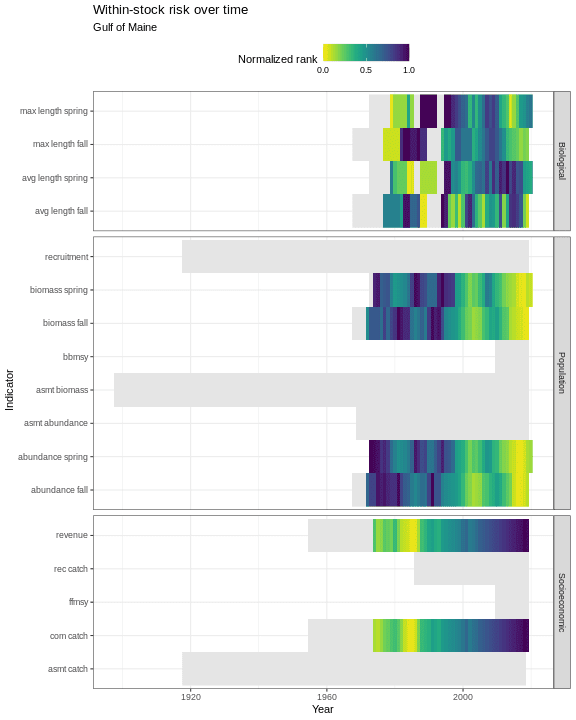 Within-stock risk over time
Gulf of Maine
Normalized rank
0.0 0.5 1.0
max length spring
max length fall
avg length spring
avg length fall
Biological
recruitment
biomass spring
biomass fall
bbmsy
asmt biomass
asmt abundance
abundance spring
abundance fall
Population
revenue
rec catch
ffmsy
com catch
asmt catch
Socioeconomic
Indicator
1920 1960 2000
Year